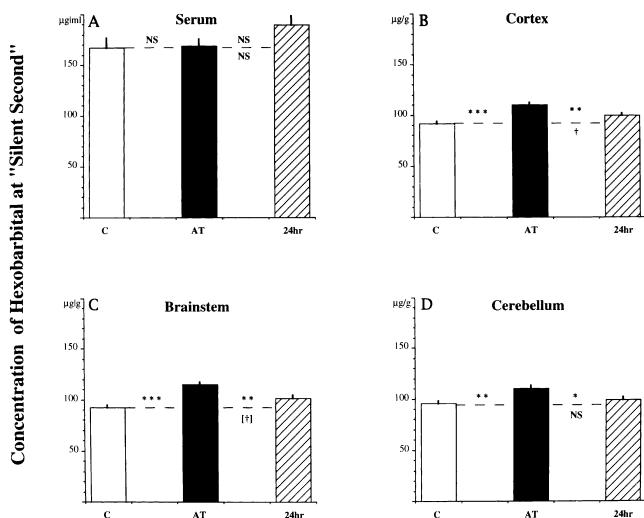 Concentration of Hexobarbital at "Silent Second"
A
Serum
µg/ml
150
100
50
NS
NS
NS
C
AT
24hr
B
Cortex
µg/g
150
100
50
***
**
†
C
AT
24hr
C
Brainstem
µg/g
150
100
50
***
**
[†]
C
AT
24hr
D
Cerebellum
µg/g
150
100
50
**
*
NS
C
AT
24hr